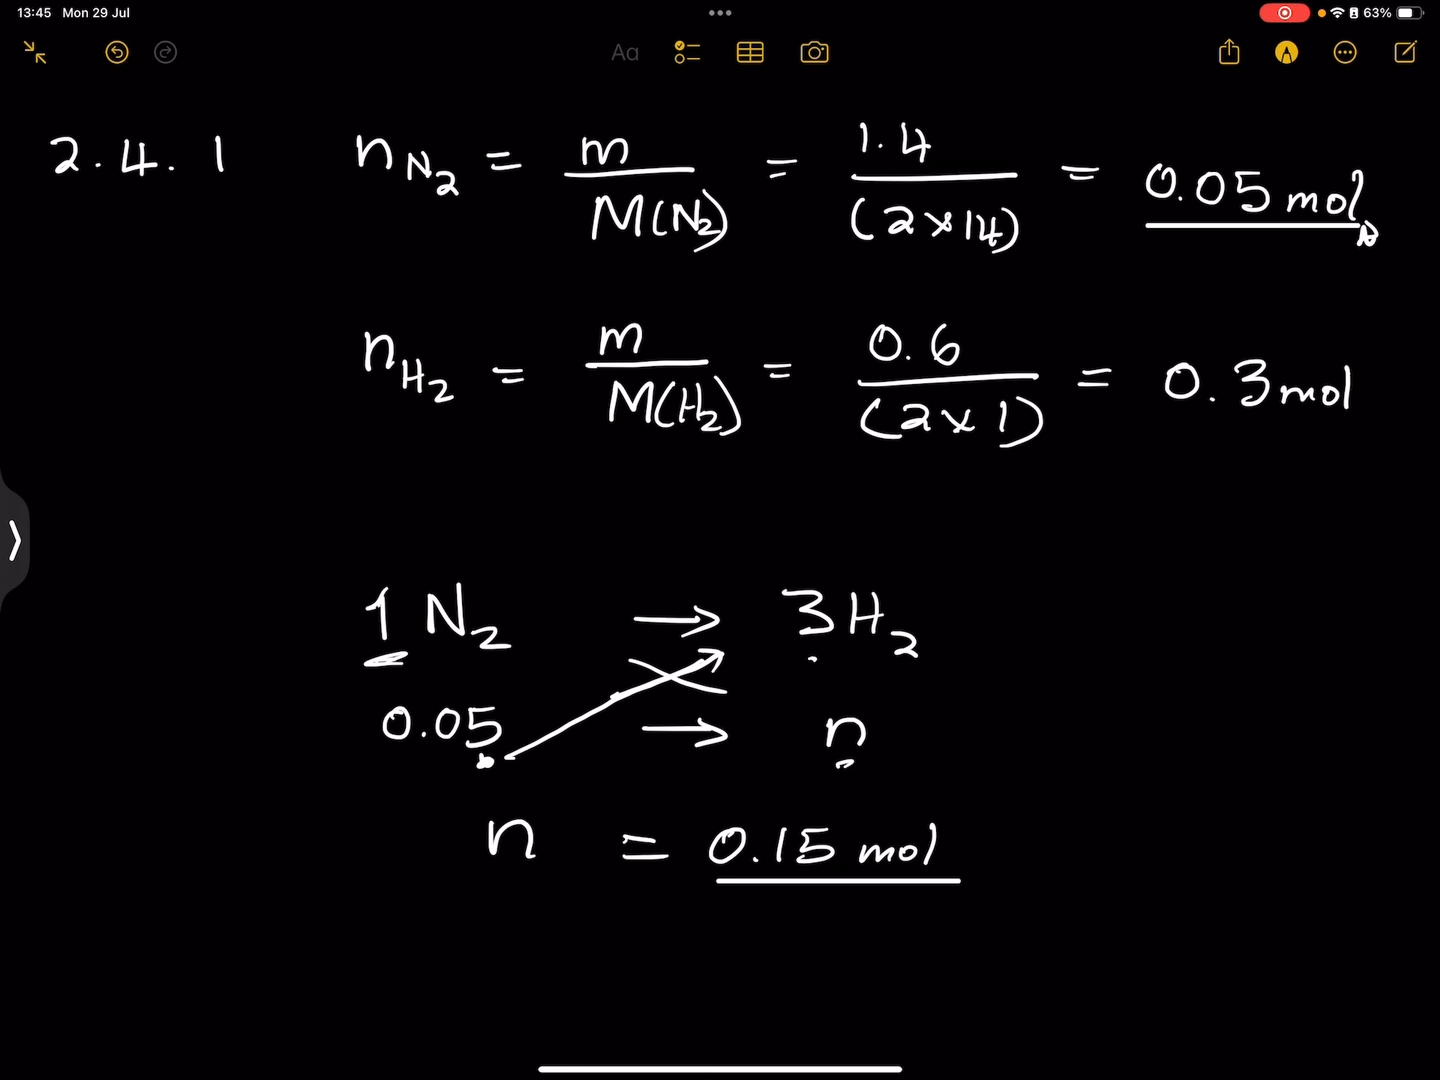 13:45 Mon 29 Jul 63%
Aa
2.4.1 n N₂ = m / M(N₂) = 1.4 / (2×14) = 0.05 mol
n H₂ = m / M(H₂) = 0.6 / (2×1) = 0.3 mol
1 N₂ → 3H₂
0.05 → n
n = 0.15 mol